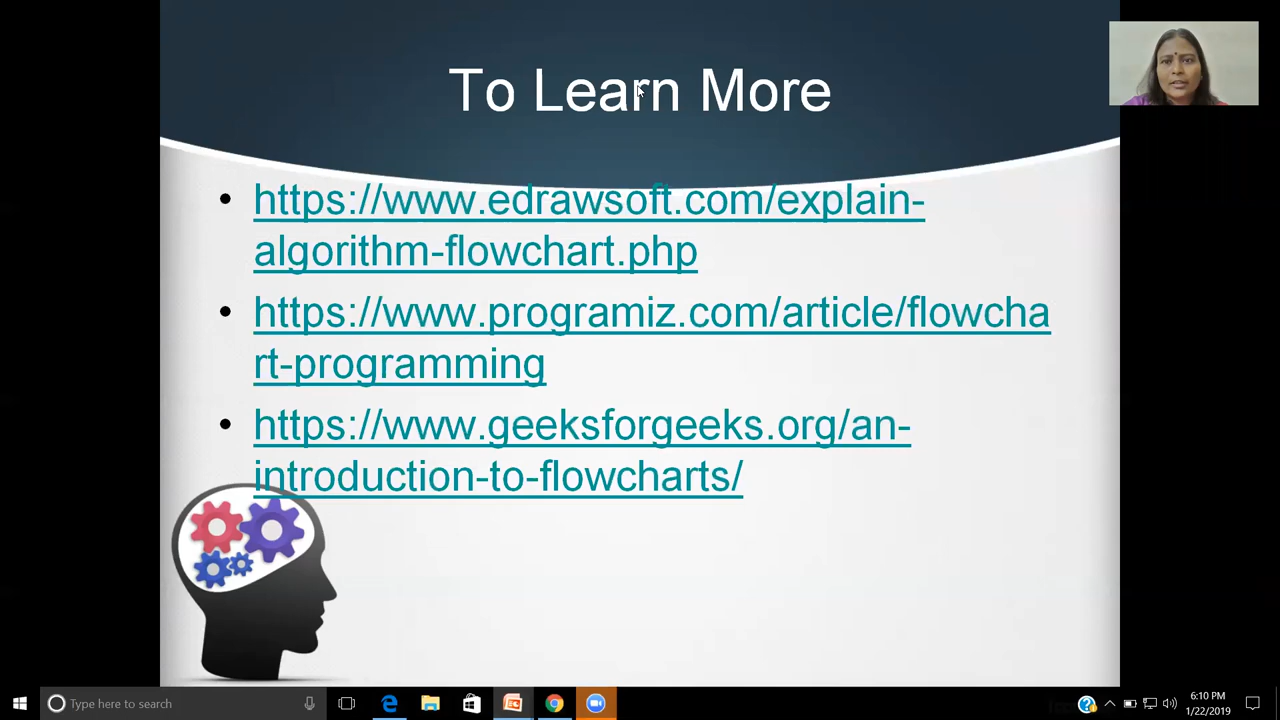 To Learn More
• https://www.edrawsoft.com/explain-
algorithm-flowchart.php
• https://www.programiz.com/article/flowcha
rt-programming
• https://www.geeksforgeeks.org/an-
introduction-to-flowcharts/
Type here to search
6:10 PM
1/22/2019